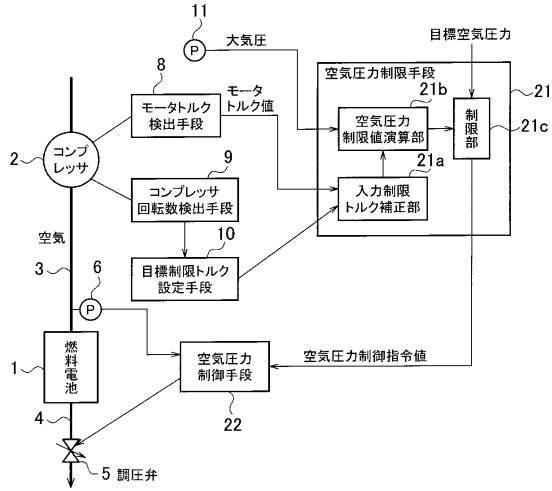 11
P
大気圧
目標空気圧力
8
モータ
トルク値
空気圧力制限手段
21
21b
モータトルク
検出手段
空気圧力
制限値演算部
制
限
部
21c
2
コンプ
レッサ
9
21a
コンプレッサ
回転数検出手段
入力制限
トルク補正部
空気
10
3
6
目標制限トルク
設定手段
P
1
燃
料
電
池
空気圧力
制御手段
空気圧力制御指令値
4
22
5 調圧弁